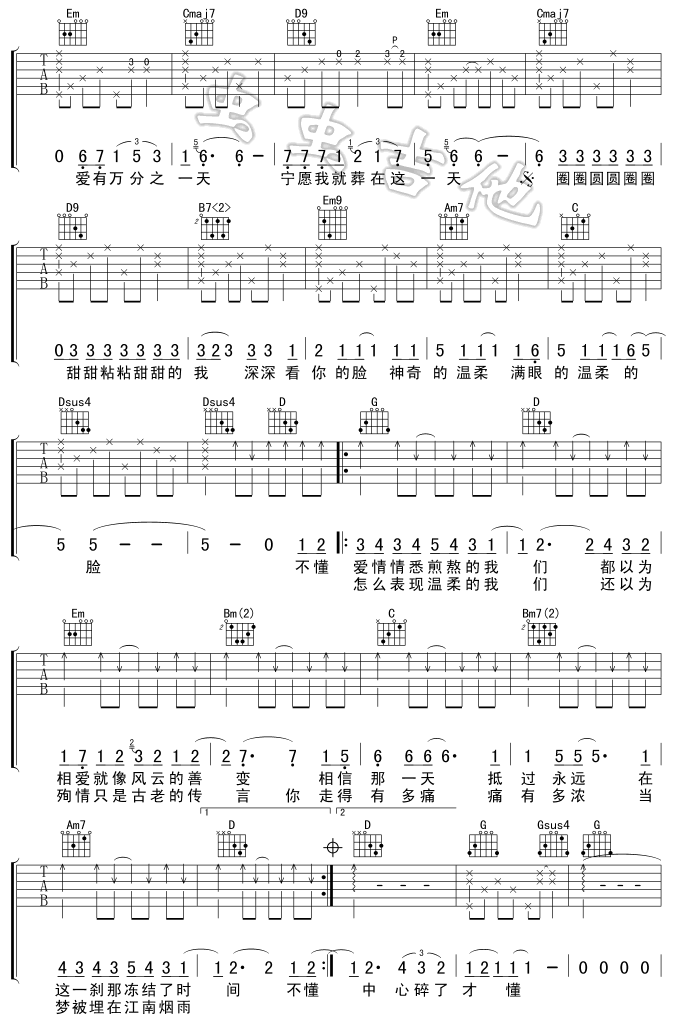 Em Cmaj7 D9 Em Cmaj7
P
3 0 0 2 3 2
T A B
虫虫吉他
0 6 7 1 5 3 1 6· 6 - 7 7 7 1 2 1 7 5 6 6 - 6 3 3 3 3 3 3
爱有万分之一天 宁愿我就葬在这一天 圈圈圆圆圈圈
D9 B7<2> Em9 Am7 C
T A B
0 3 3 3 3 3 3 3 3 2 3 3 3 1 2 1 1 1 1 5 1 1 1 1 6 5 1 1 1 6 5
甜甜粘粘甜甜的我 深深看你的脸 神奇的温柔 满眼的温柔的
Dsus4 Dsus4 D G D
T A B
5 5 - - 5 - 0 1 2 3 4 3 4 5 4 3 1 1 2· 2 4 3 2
脸 不懂 爱情情悉煎熬的我们 都以为
怎么表现温柔的我们 还以为
Em Bm(2) C Bm7(2)
T A B
1 7 1 2 3 2 1 2 2 7· 7 1 5 6 6 6 6· 1 1 5 5 5· 1
相爱就像风云的善变 相信那一天 抵过永远在
殉情只是古老的传言 你走得有多痛 痛有多浓 当
1 2
Am7 D D G Gsus4 G
T A B
4 3 4 3 5 4 3 1 1 2· 2 1 2 1 2· 4 3 2 1 2 1 1 1 - 0 0 0 0
这一刹那冻结了时间 不懂 中心碎了才懂
梦被埋在江南烟雨